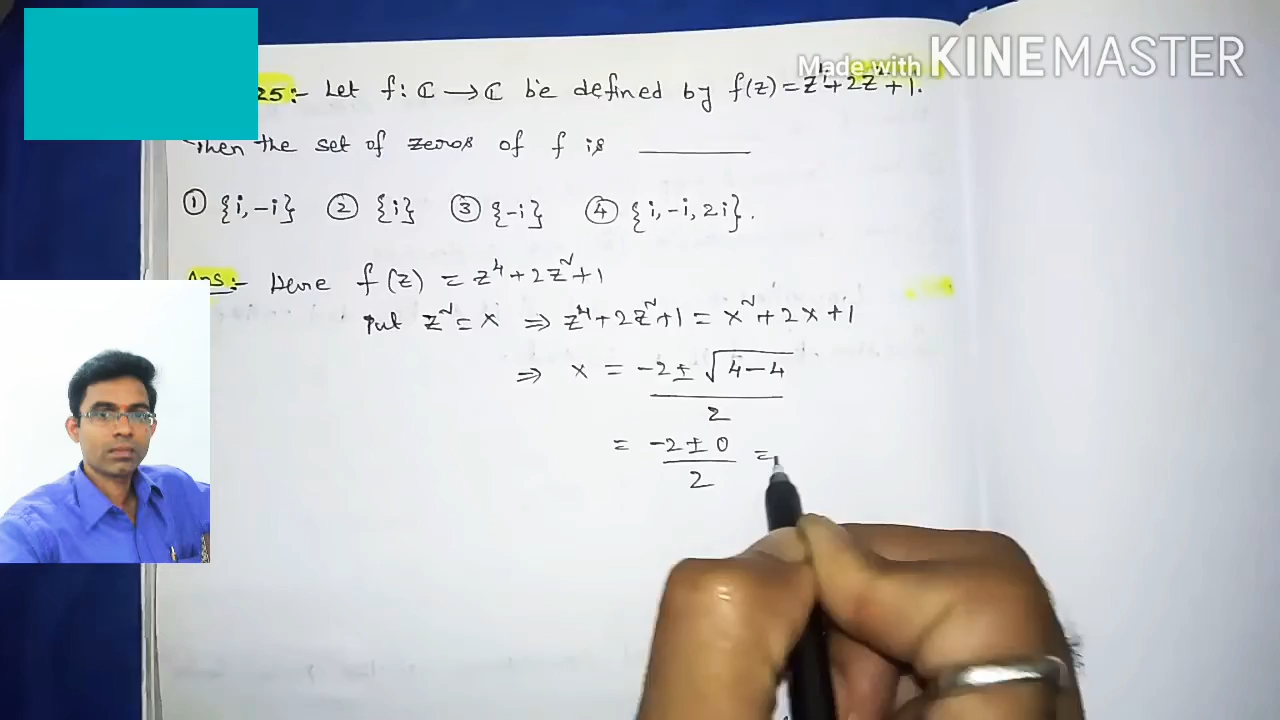 Made with KINEMASTER
25:- Let f: ℂ → ℂ be defined by f(z) = z⁴ + 2z² + 1.
Then the set of zeros of f is ________
① {i, -i} ② {i} ③ {-i} ④ {i, -i, 2i}.
Ans:- Here f(z) = z⁴ + 2z² + 1
Put z² = x ⇒ z⁴ + 2z² + 1 = x² + 2x + 1
⇒ x = (-2 ± √(4-4)) / 2
= (-2 ± 0) / 2 =